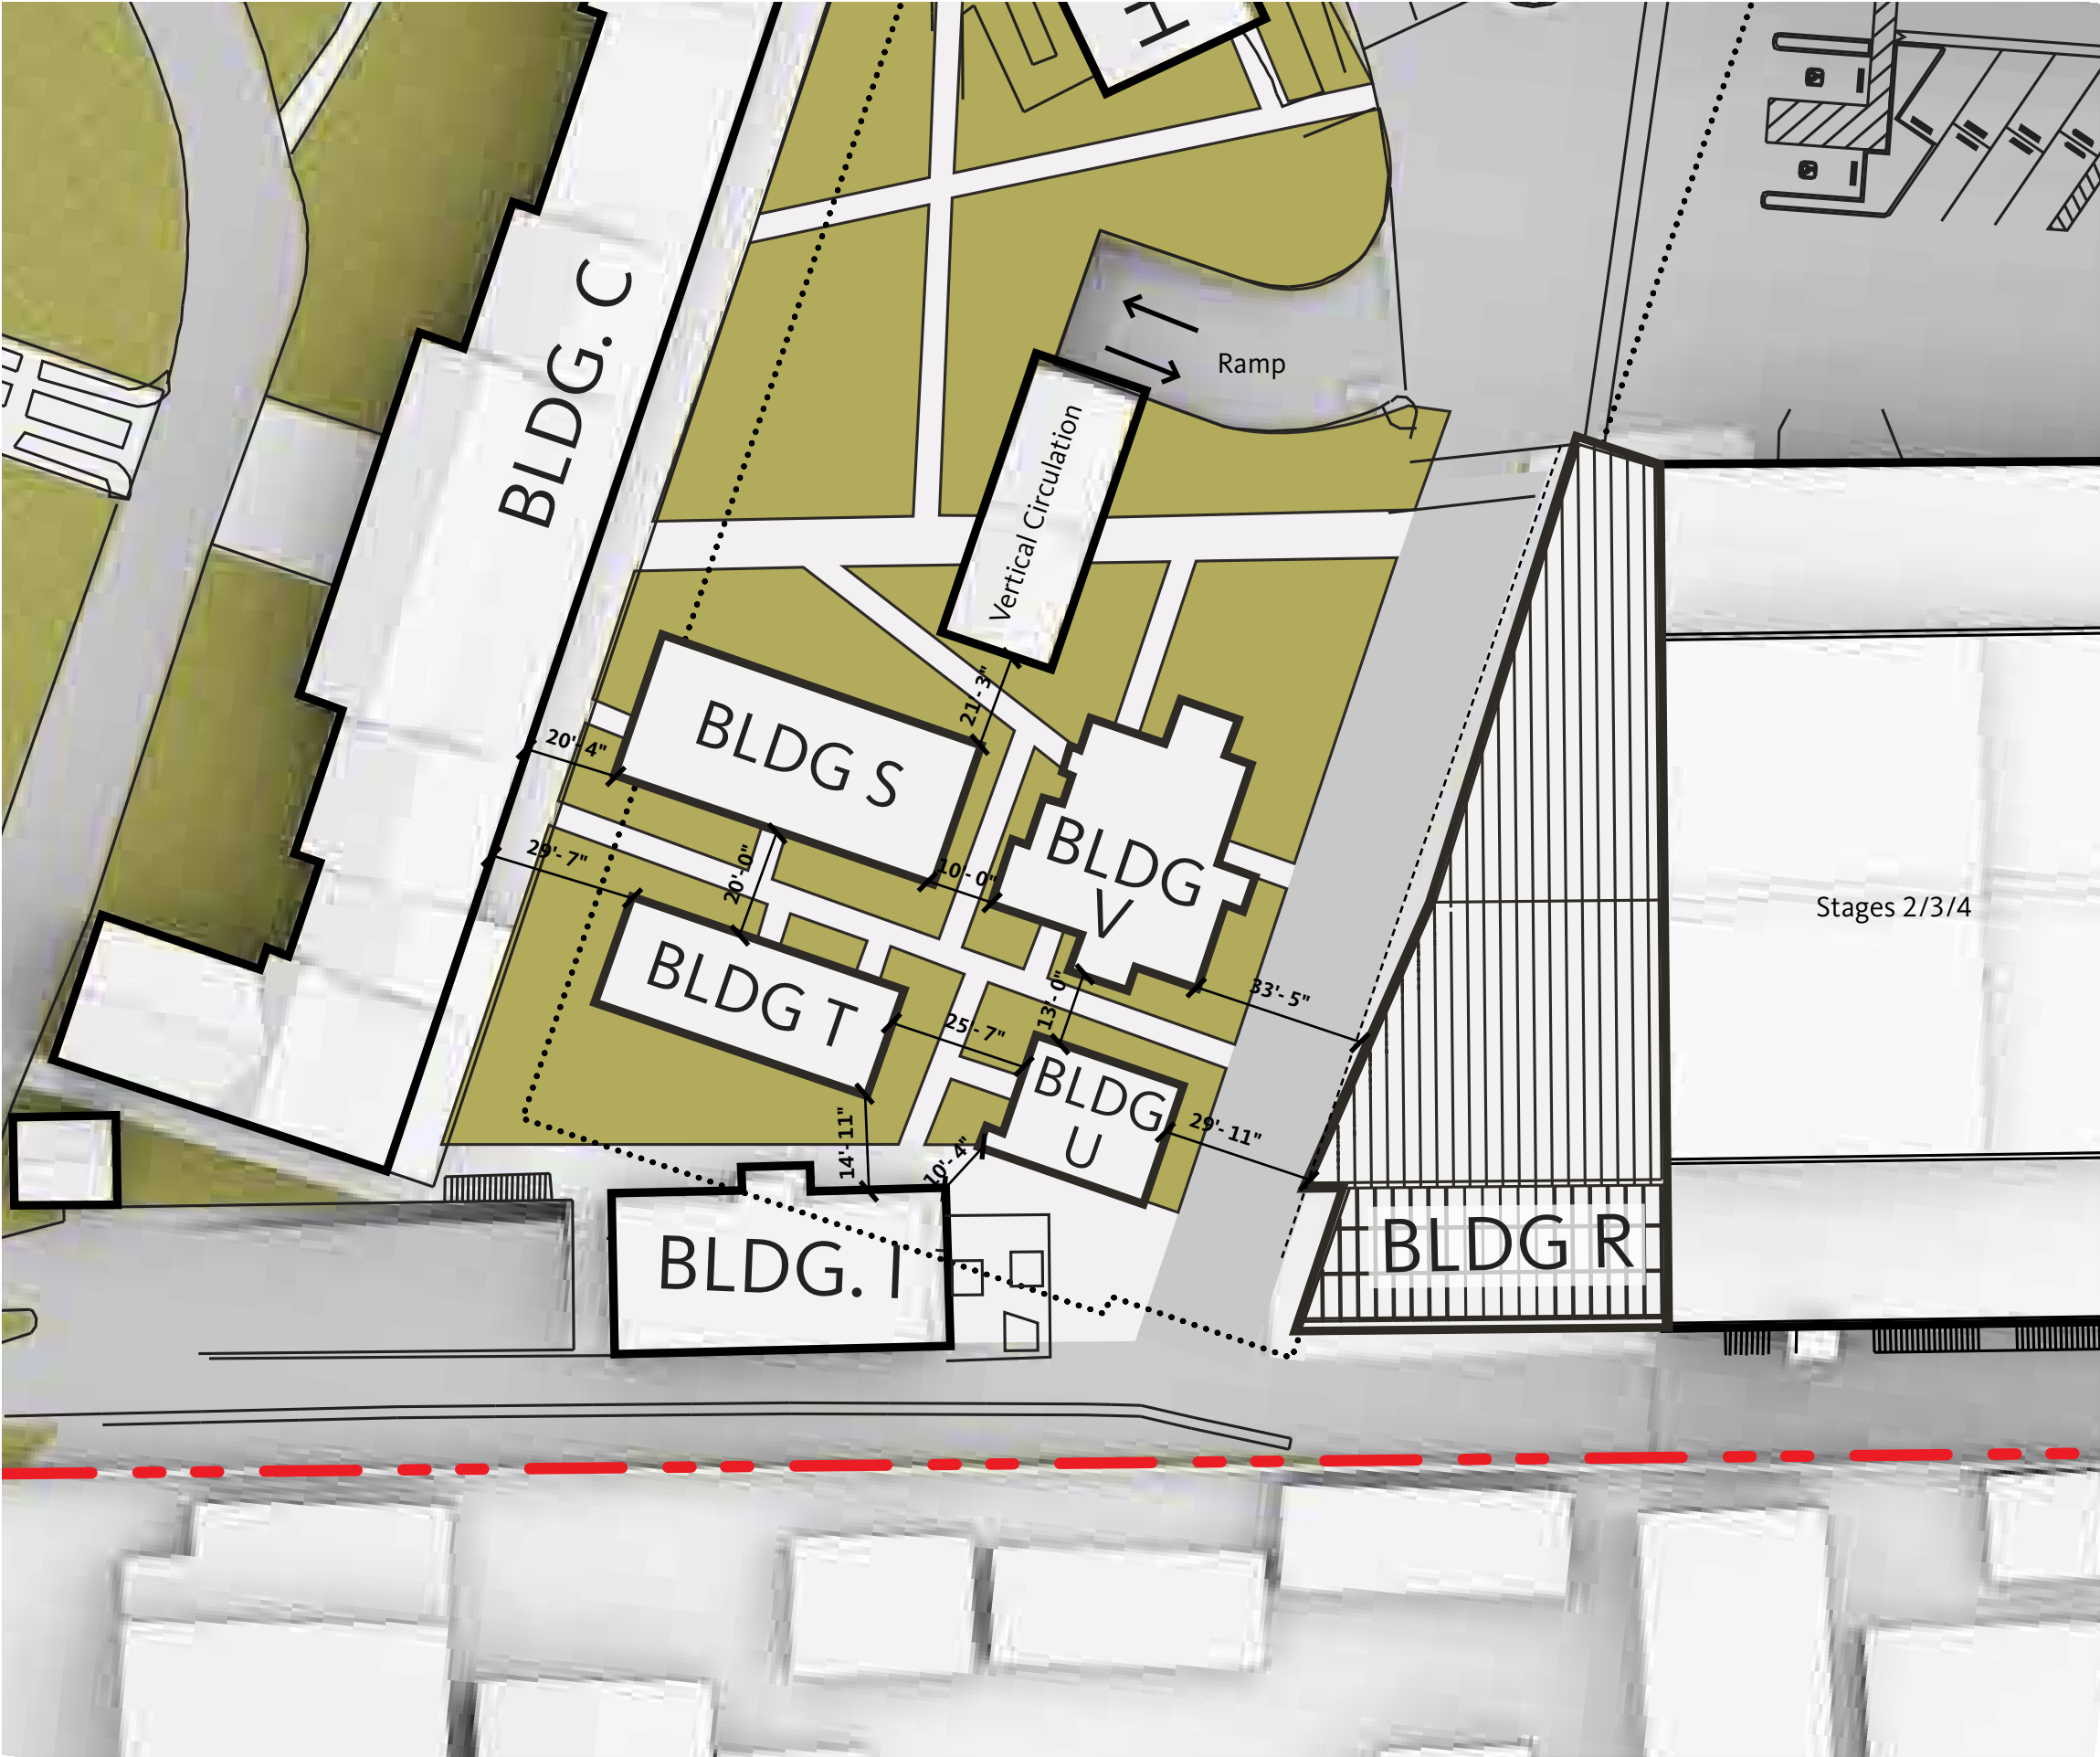 H
BLDG. C
Ramp
Vertical Circulation
21'- 3"
BLDG S
20'- 4"
29'- 7"
20'- 0"
10'- 0"
BLDG
V
Stages 2/3/4
BLDG T
25'- 7"
13'- 0"
33'- 5"
BLDG
U
29'- 11"
14'- 11"
10'- 4"
BLDG. I
BLDG R